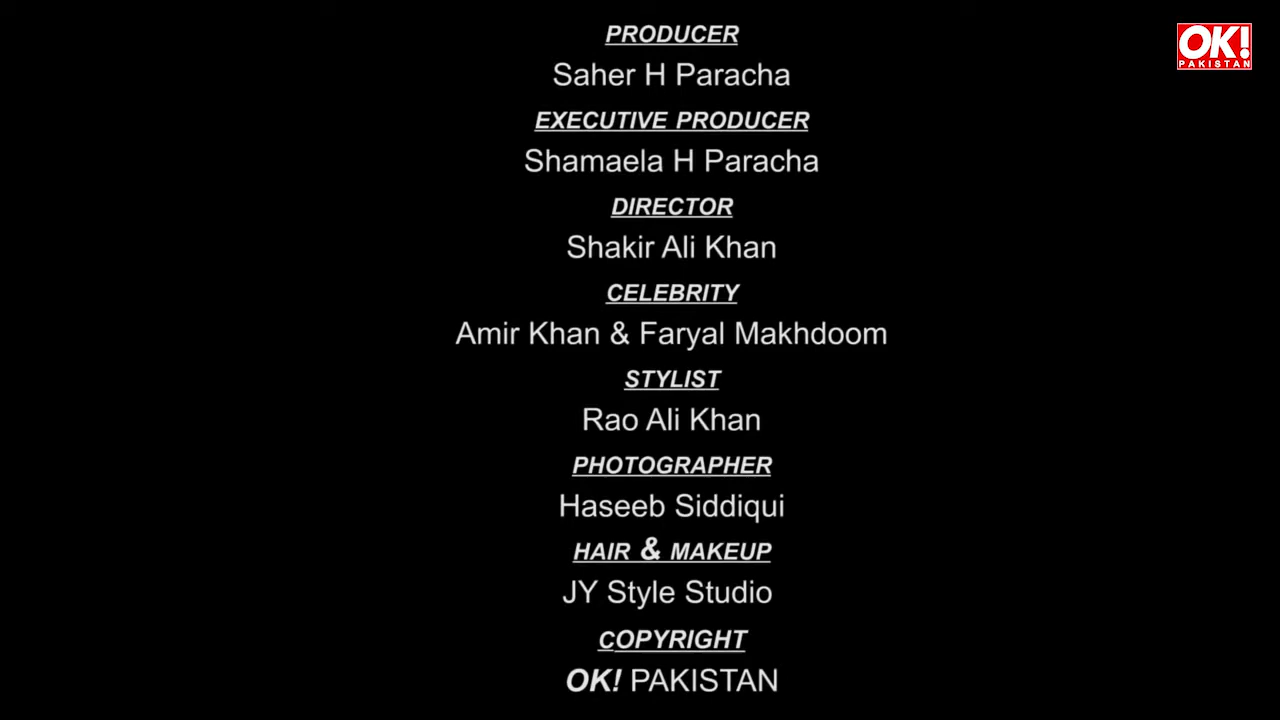 PRODUCER
Saher H Paracha
EXECUTIVE PRODUCER
Shamaela H Paracha
DIRECTOR
Shakir Ali Khan
CELEBRITY
Amir Khan & Faryal Makhdoom
STYLIST
Rao Ali Khan
PHOTOGRAPHER
Haseeb Siddiqui
HAIR & MAKEUP
JY Style Studio
COPYRIGHT
OK! PAKISTAN
OK!
PAKISTAN